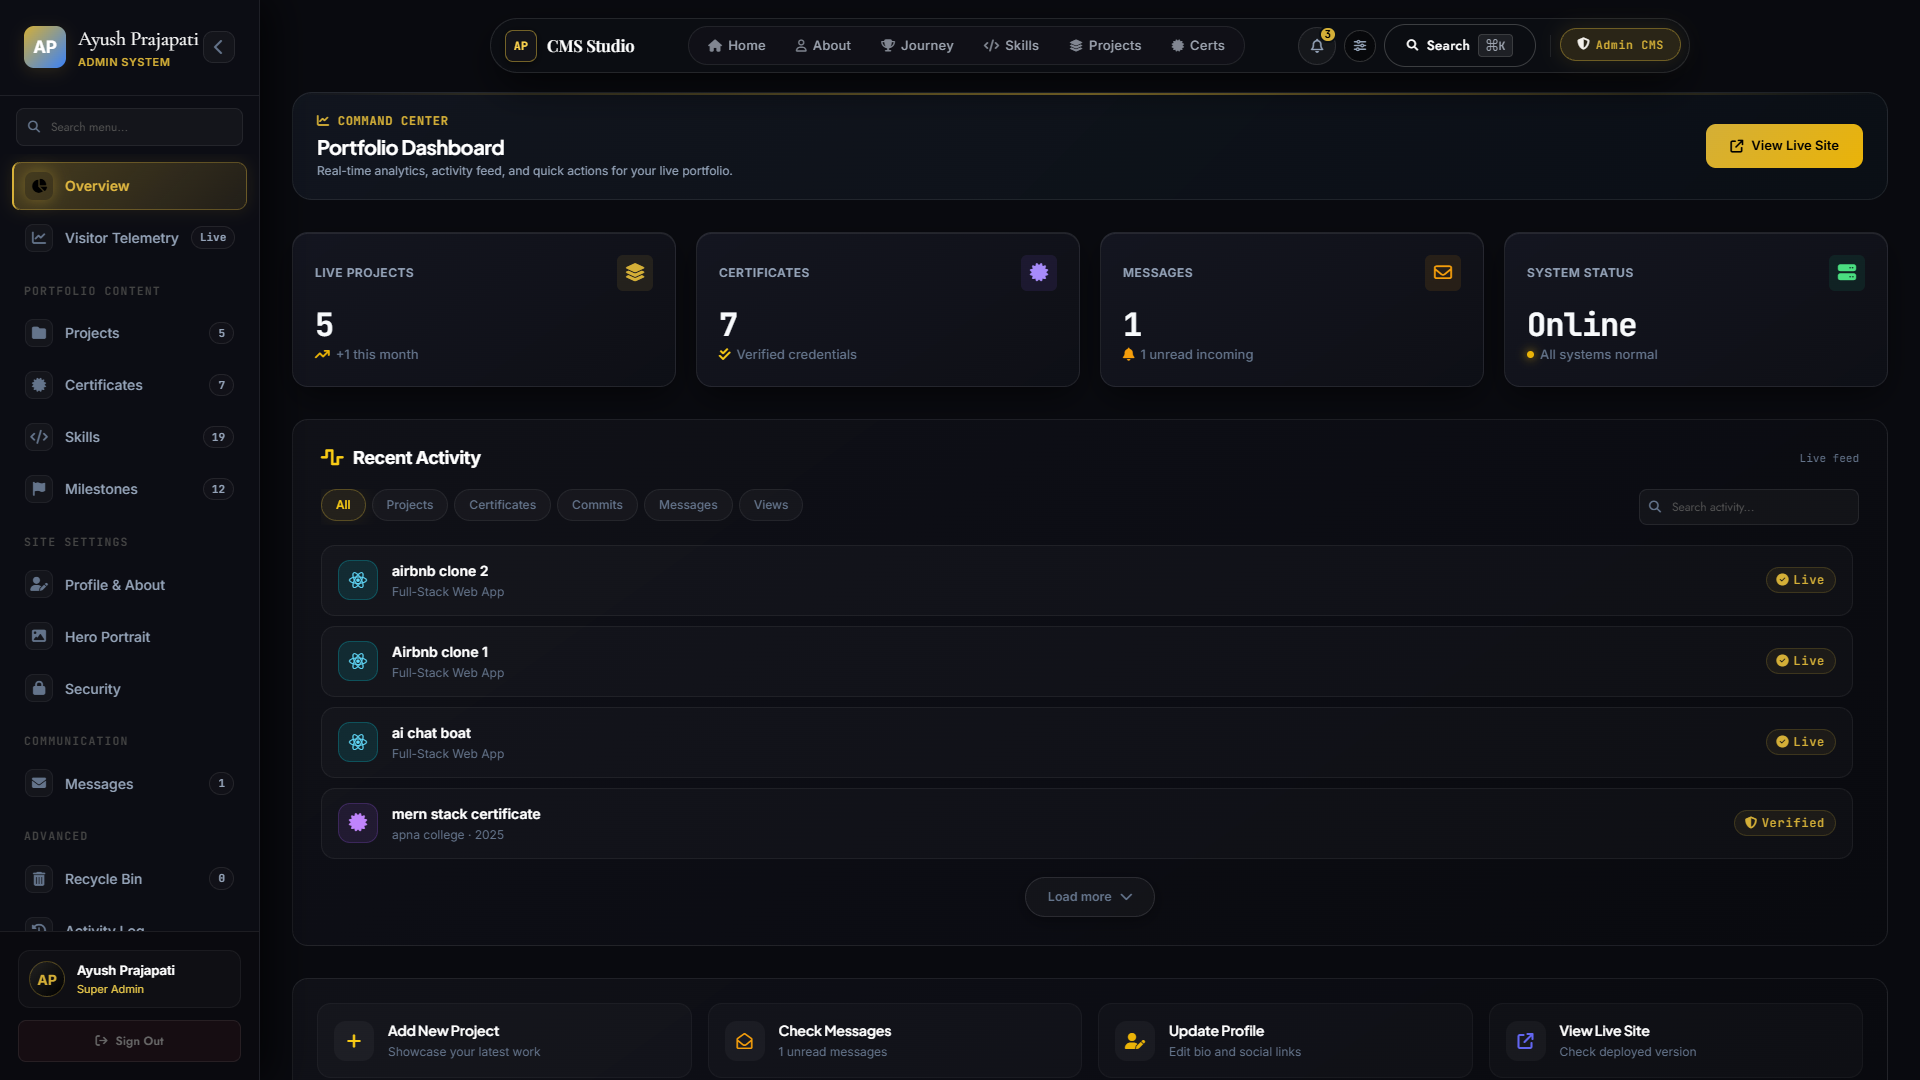 AP
Ayush Prajapati
ADMIN SYSTEM
Search menu...
Overview
Visitor Telemetry
Live
PORTFOLIO CONTENT
Projects
5
Certificates
7
Skills
19
Milestones
12
SITE SETTINGS
Profile & About
Hero Portrait
Security
COMMUNICATION
Messages
1
ADVANCED
Recycle Bin
0
Activity Log
AP
Ayush Prajapati
Super Admin
Sign Out
AP
CMS Studio
Home
About
Journey
Skills
Projects
Certs
3
Search
⌘K
Admin CMS
COMMAND CENTER
Portfolio Dashboard
Real-time analytics, activity feed, and quick actions for your live portfolio.
View Live Site
LIVE PROJECTS
5
+1 this month
CERTIFICATES
7
Verified credentials
MESSAGES
1
1 unread incoming
SYSTEM STATUS
Online
All systems normal
Recent Activity
Live feed
All
Projects
Certificates
Commits
Messages
Views
Search activity...
airbnb clone 2
Full-Stack Web App
Live
Airbnb clone 1
Full-Stack Web App
Live
ai chat boat
Full-Stack Web App
Live
mern stack certificate
apna college · 2025
Verified
Load more
Add New Project
Showcase your latest work
Check Messages
1 unread messages
Update Profile
Edit bio and social links
View Live Site
Check deployed version